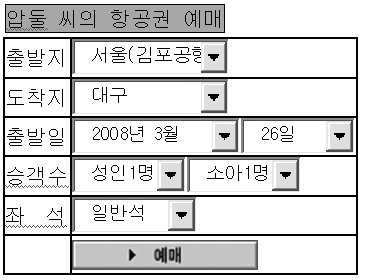 압둘 씨의 항공권 예매
출발지 서울(김포공항
도착지 대구
출발일 2008년 3월 26일
승객수 성인1명 소아1명
좌 석 일반석
예매